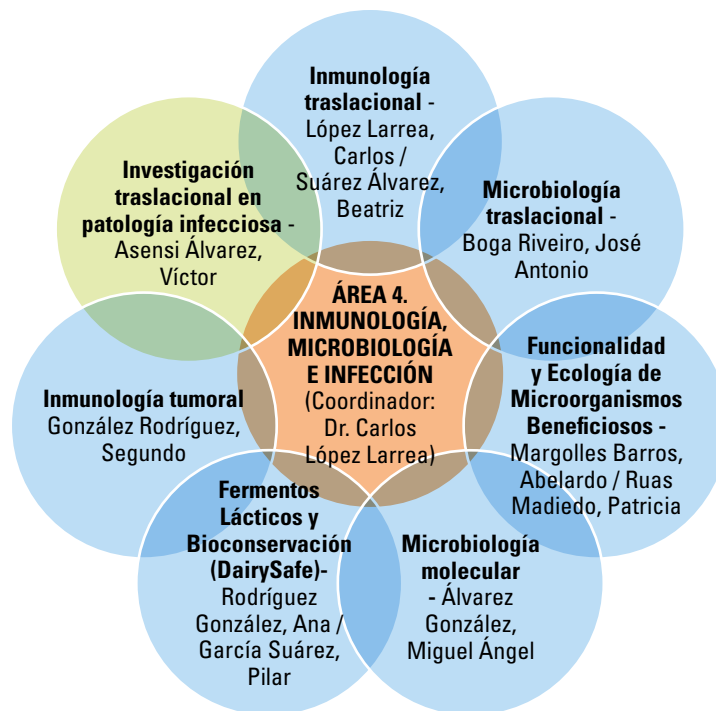 Inmunología
traslacional -
López Larrea,
Carlos /
Suárez Álvarez,
Beatriz
Microbiología
traslacional -
Boga Riveiro, José
Antonio
Funcionalidad
y Ecología de
Microorganismos
Beneficiosos -
Margolles Barros,
Abelardo / Ruas
Madiedo, Patricia
Microbiología
molecular
- Álvarez
González,
Miguel Ángel
Fermentos
Lácticos y
Bioconservación
(DairySafe)-
Rodríguez
González, Ana /
García Suárez,
Pilar
Inmunología tumoral
González Rodríguez,
Segundo
Investigación
traslacional en
patología infecciosa -
Asensi Álvarez,
Víctor
ÁREA 4.
INMUNOLOGÍA,
MICROBIOLOGÍA
E INFECCIÓN
(Coordinador:
Dr. Carlos
López Larrea)